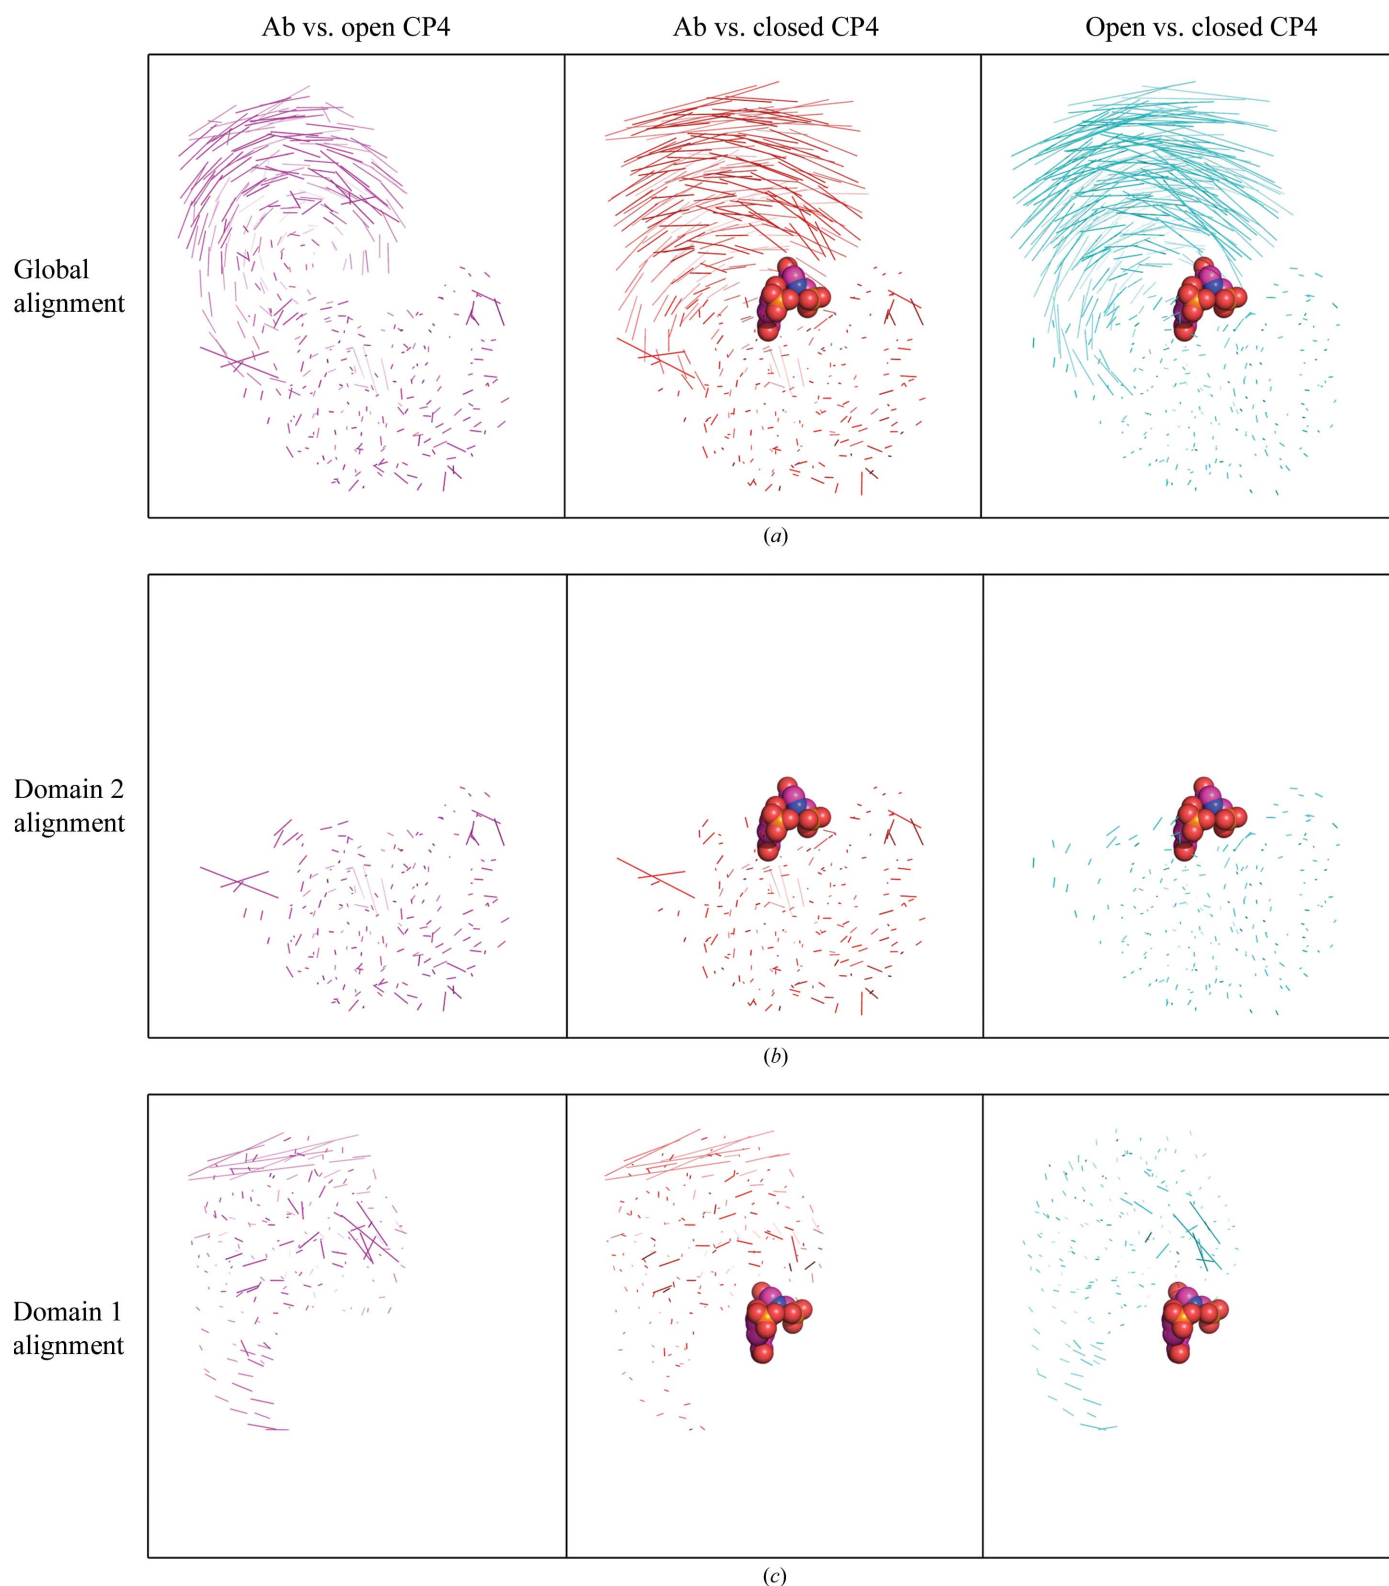 Ab vs. open CP4
Ab vs. closed CP4
Open vs. closed CP4
Global
alignment
(a)
Domain 2
alignment
(b)
Domain 1
alignment
(c)